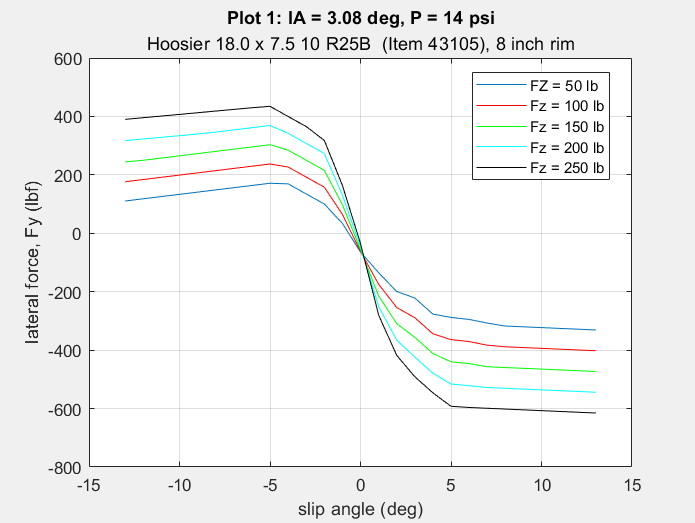 Plot 1: IA = 3.08 deg, P = 14 psi
Hoosier 18.0 x 7.5 10 R25B (Item 43105), 8 inch rim
600
400
200
0
-200
-400
-600
-800
lateral force, Fy (lbf)
FZ = 50 lb
Fz = 100 lb
Fz = 150 lb
Fz = 200 lb
Fz = 250 lb
-15 -10 -5 0 5 10 15
slip angle (deg)